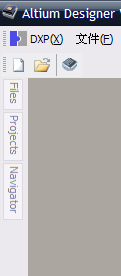 Altium Designer
DXP(X) 文件(F)
Files
Projects
Navigator